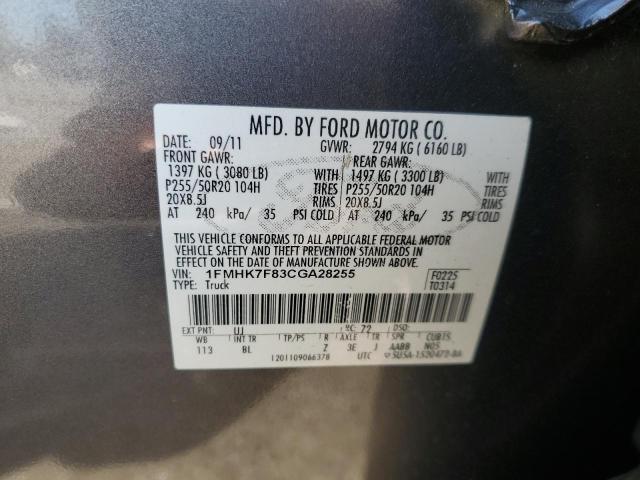 MFD. BY FORD MOTOR CO.
DATE: 09/11 GVWR: 2794 KG ( 6160 LB)
FRONT GAWR: REAR GAWR:
1397 KG ( 3080 LB) WITH 1497 KG ( 3300 LB) WITH
P255/50R20 104H TIRES P255/50R20 104H TIRES
20X8.5J RIMS 20X8.5J RIMS
AT 240 kPa/ 35 PSI COLD AT 240 kPa/ 35 PSI COLD
THIS VEHICLE CONFORMS TO ALL APPLICABLE FEDERAL MOTOR
VEHICLE SAFETY AND THEFT PREVENTION STANDARDS IN
EFFECT ON THE DATE OF MANUFACTURE SHOWN ABOVE.
VIN: 1FMHK7F83CGA28255 F0225
TYPE: Truck T0314
EXT PNT: UJ RC: 72 DSO:
WB INT TR TP/PS R AXLE TR SPR
113 BL Z 3E J AABB
1201109066378 UTC